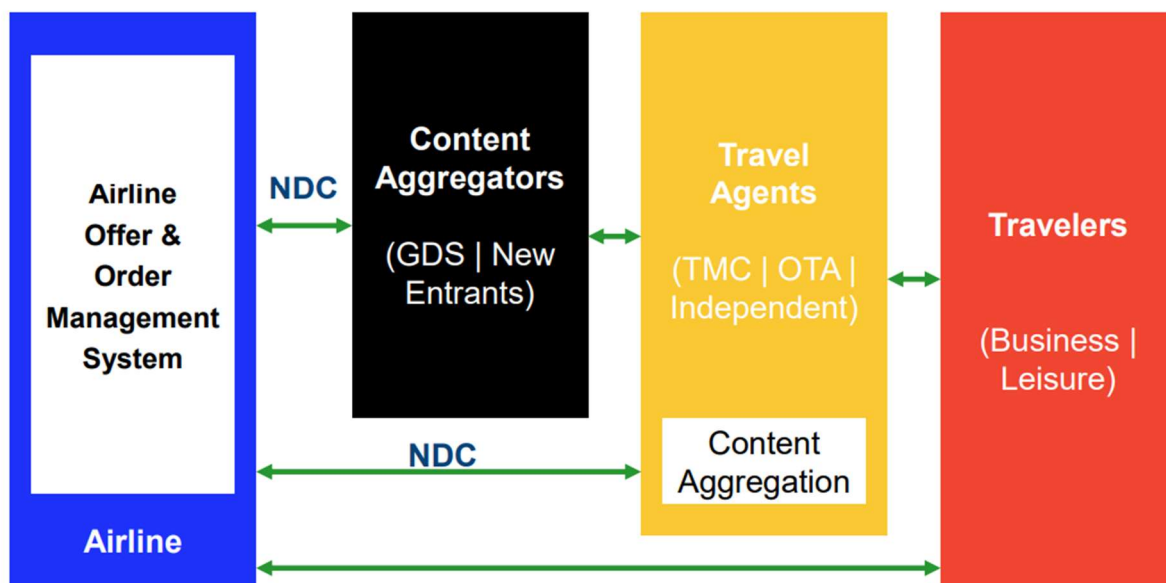 Airline
Offer &
Order
Management
System
Airline
NDC
Content
Aggregators
(GDS | New
Entrants)
NDC
Travel
Agents
(TMC | OTA |
Independent)
Content
Aggregation
Travelers
(Business |
Leisure)